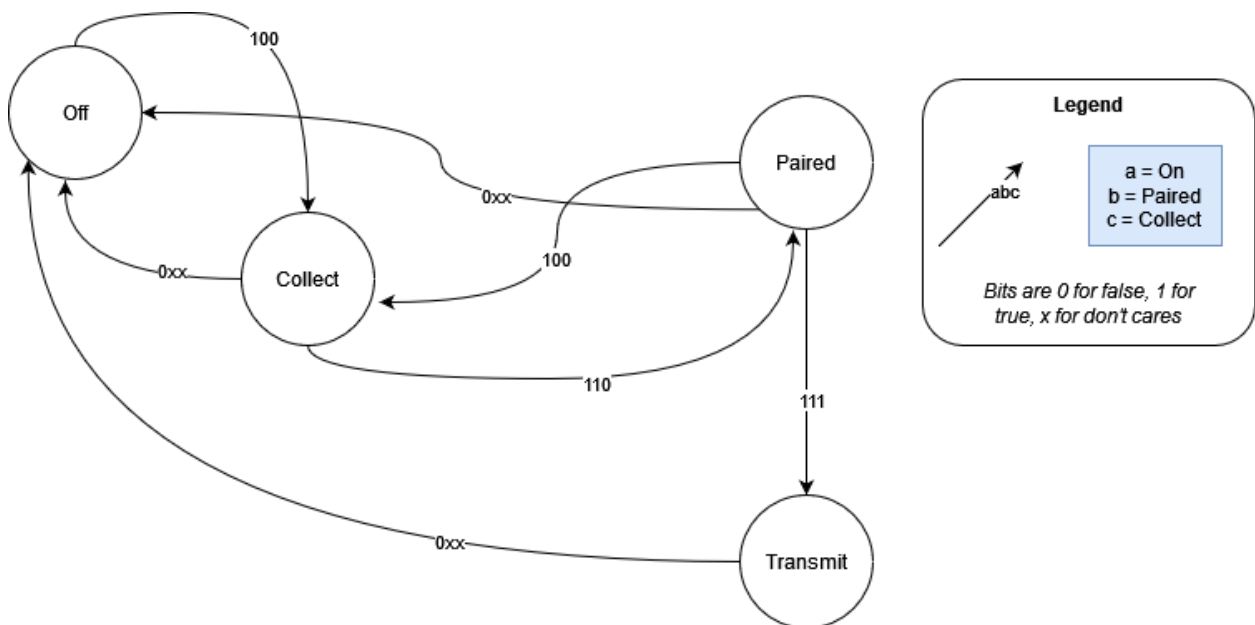 100
Off
Paired
0xx
100
0xx
Collect
110
111
0xx
Transmit
Legend
abc
a = On
b = Paired
c = Collect
Bits are 0 for false, 1 for
true, x for don't cares